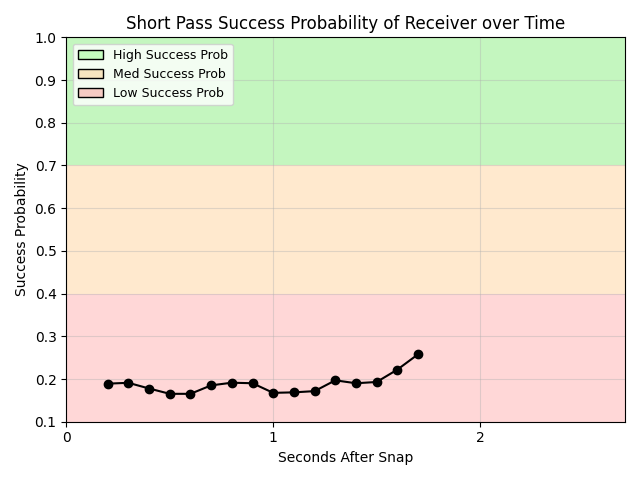 Short Pass Success Probability of Receiver over Time
1.0
High Success Prob
Med Success Prob
Low Success Prob
0.9
0.8
0.7
0.6
0.5
0.4
0.3
0.2
0.1
Success Probability
0
1
2
Seconds After Snap